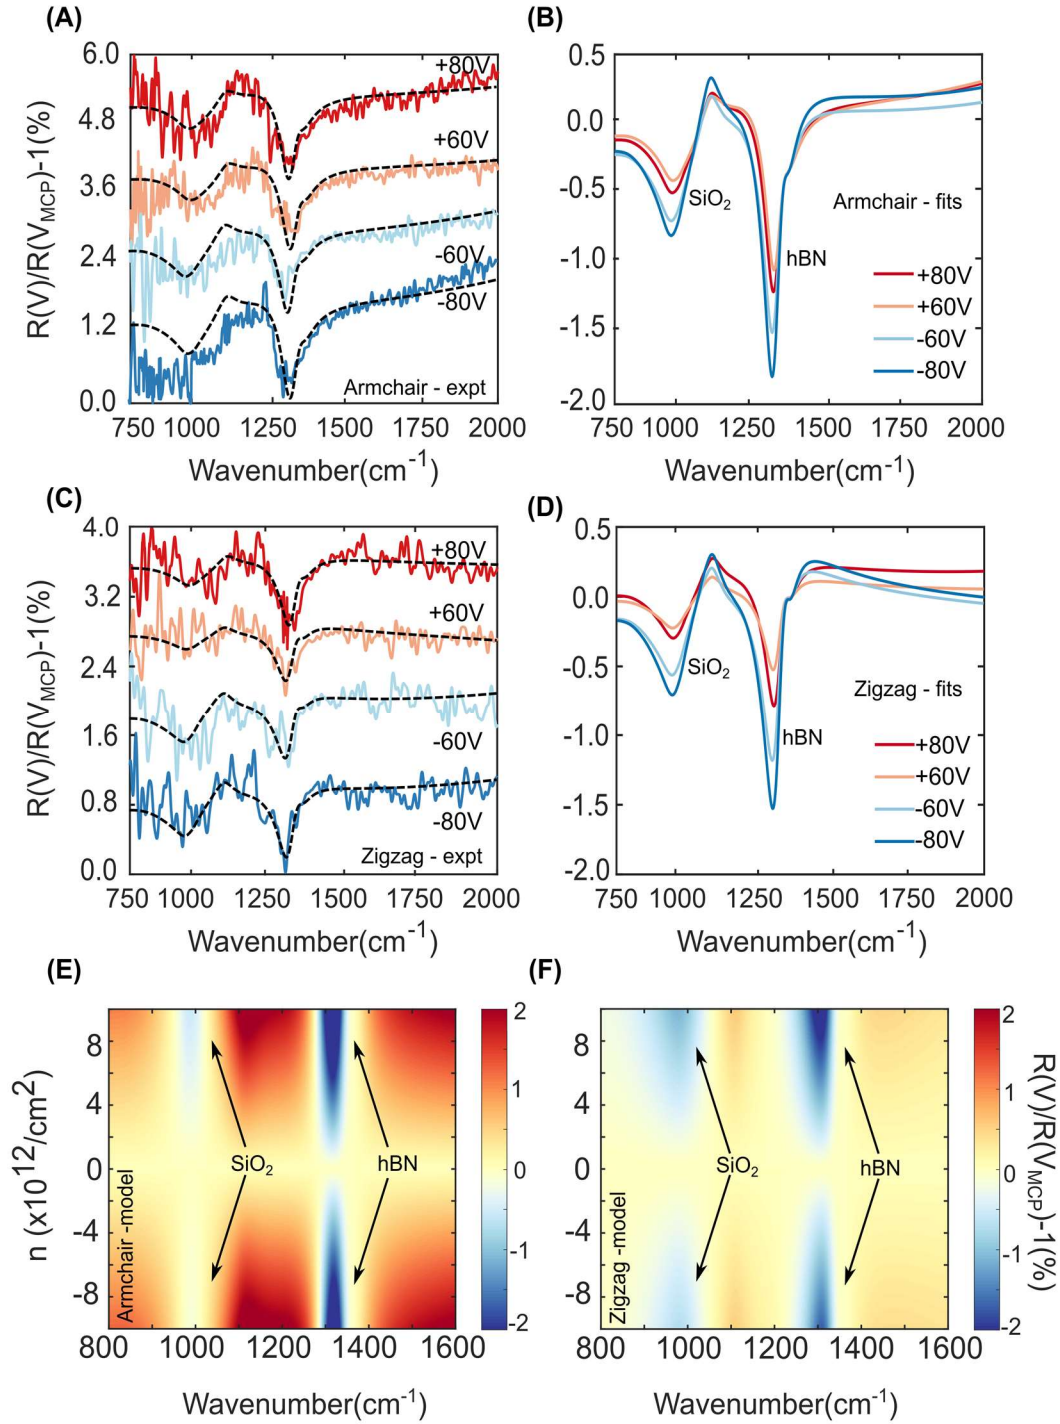 (A)
6.0
4.8
3.6
2.4
1.2
0.0
R(V)/R(V_MCP)-1(%)
+80V
+60V
-60V
-80V
Armchair - expt
750 1000 1250 1500 1750 2000
Wavenumber(cm⁻¹)
(B)
0.5
0.0
-0.5
-1.0
-1.5
-2.0
SiO₂
hBN
Armchair - fits
+80V
+60V
-60V
-80V
750 1000 1250 1500 1750 2000
Wavenumber(cm⁻¹)
(C)
4.0
3.2
2.4
1.6
0.8
0.0
R(V)/R(V_MCP)-1(%)
+80V
+60V
-60V
-80V
Zigzag - expt
750 1000 1250 1500 1750 2000
Wavenumber(cm⁻¹)
(D)
0.5
0.0
-0.5
-1.0
-1.5
-2.0
SiO₂
hBN
Zigzag - fits
+80V
+60V
-60V
-80V
750 1000 1250 1500 1750 2000
Wavenumber(cm⁻¹)
(E)
8
4
0
-4
-8
n (x10¹²/cm²)
Armchair -model
SiO₂
hBN
800 1000 1200 1400 1600
Wavenumber(cm⁻¹)
2
1
0
-1
-2
(F)
8
4
0
-4
-8
Zigzag -model
SiO₂
hBN
800 1000 1200 1400 1600
Wavenumber(cm⁻¹)
2
1
0
-1
-2
R(V)/R(V_MCP)-1(%)